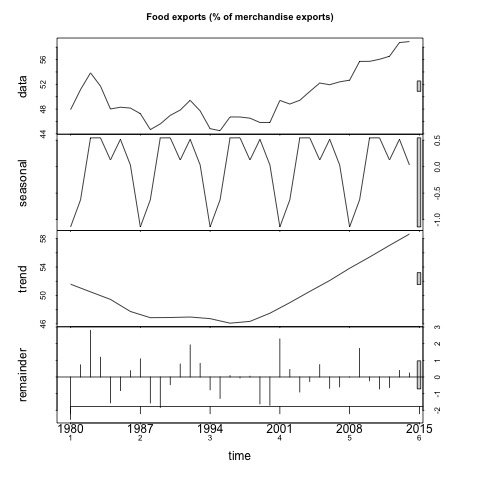 Food exports (% of merchandise exports)
data
44 48 52 56
seasonal
-1.0 -0.5 0.0 0.5
trend
46 50 54 58
remainder
-2 -1 0 1 2 3
1980 1987 1994 2001 2008 2015
1 2 3 4 5 6
time